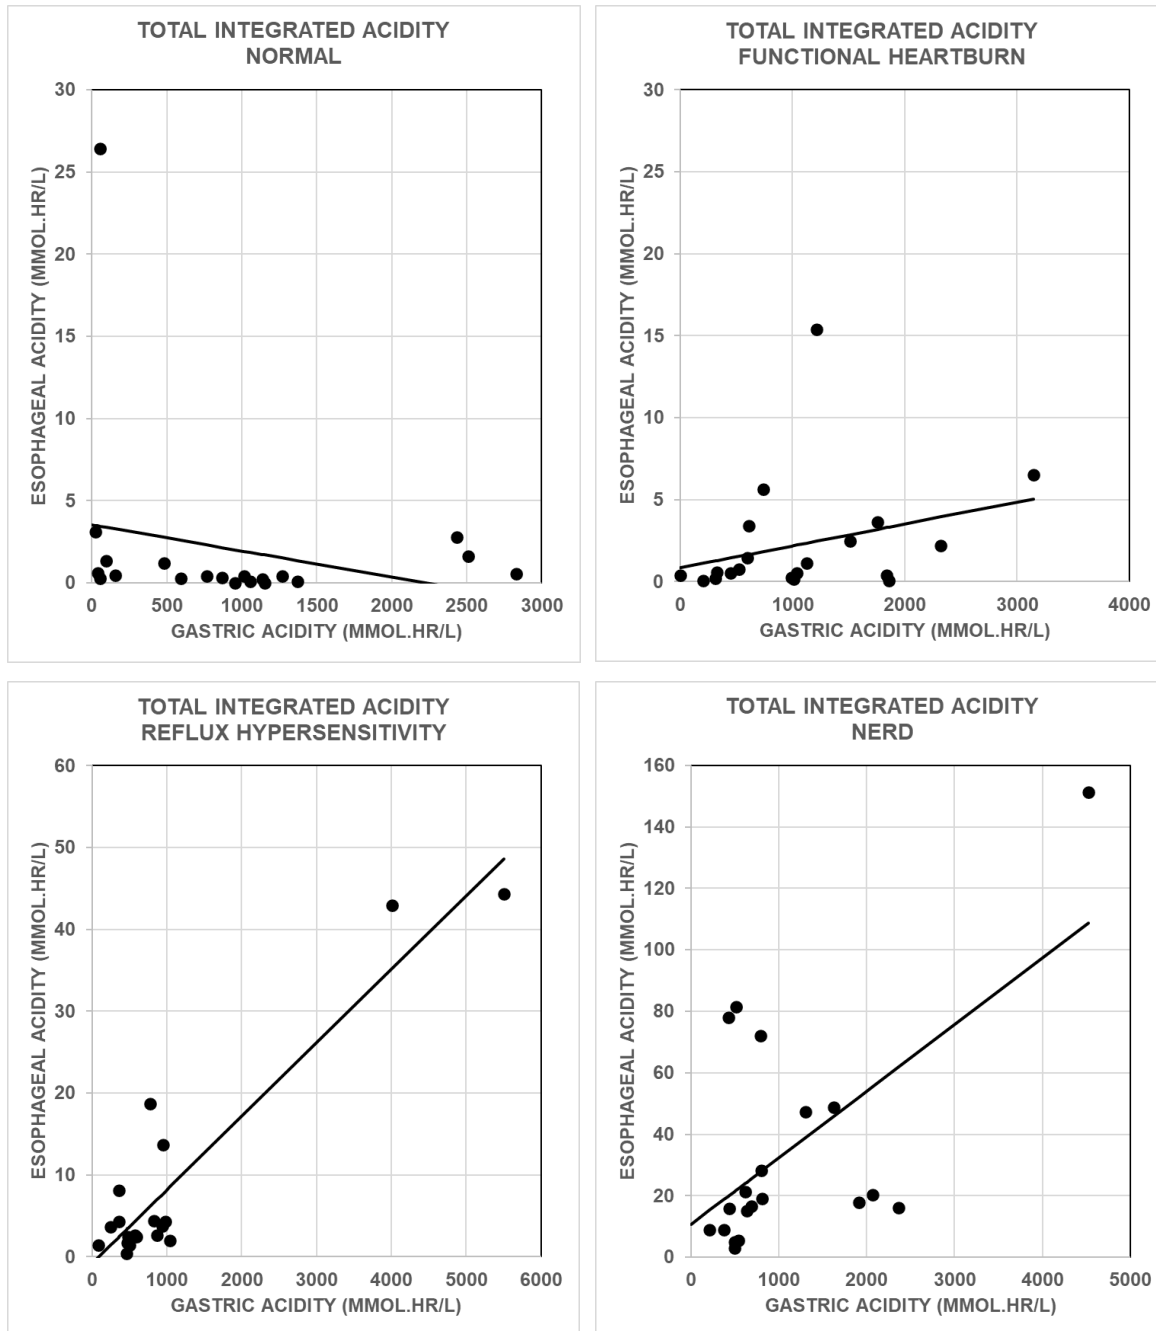 TOTAL INTEGRATED ACIDITY
NORMAL
ESOPHAGEAL ACIDITY (MMOL.HR/L)
30
25
20
15
10
5
0
0 500 1000 1500 2000 2500 3000
GASTRIC ACIDITY (MMOL.HR/L)
TOTAL INTEGRATED ACIDITY
FUNCTIONAL HEARTBURN
ESOPHAGEAL ACIDITY (MMOL.HR/L)
30
25
20
15
10
5
0
0 1000 2000 3000 4000
GASTRIC ACIDITY (MMOL.HR/L)
TOTAL INTEGRATED ACIDITY
REFLUX HYPERSENSITIVITY
ESOPHAGEAL ACIDITY (MMOL.HR/L)
60
50
40
30
20
10
0
0 1000 2000 3000 4000 5000 6000
GASTRIC ACIDITY (MMOL.HR/L)
TOTAL INTEGRATED ACIDITY
NERD
ESOPHAGEAL ACIDITY (MMOL.HR/L)
160
140
120
100
80
60
40
20
0
0 1000 2000 3000 4000 5000
GASTRIC ACIDITY (MMOL.HR/L)